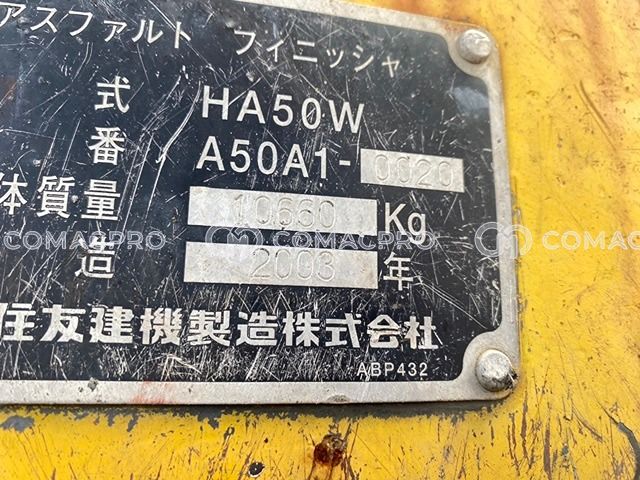 アスファルト フィニッシャ
式 HA50W
番 A50A1-0020
体質量 10660 Kg
COMACPRO COMACPRO COMACPRO
造 2003 年
住友建機製造株式会社
ABP432